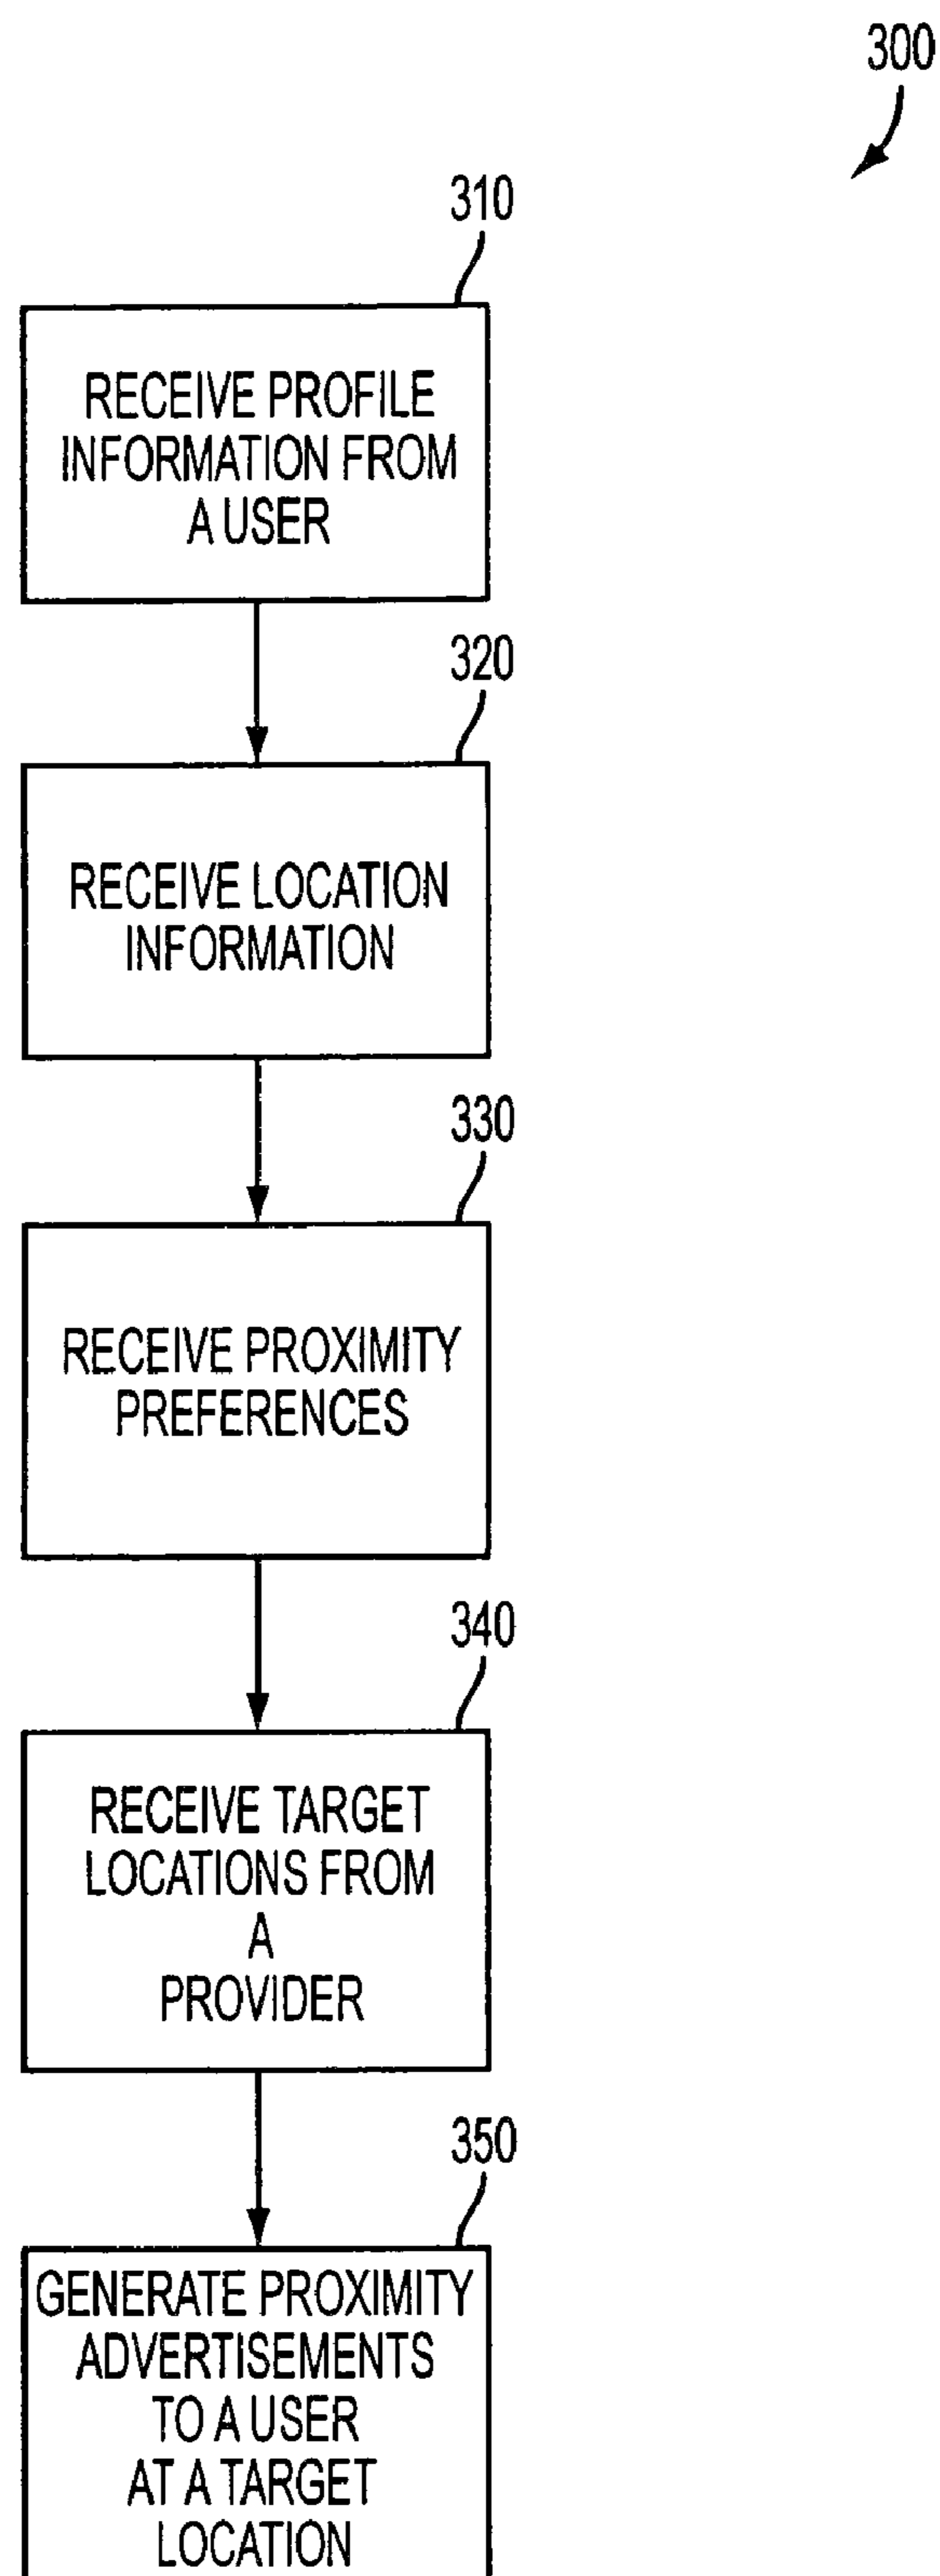 300
310
RECEIVE PROFILE
INFORMATION FROM
A USER
320
RECEIVE LOCATION
INFORMATION
330
RECEIVE PROXIMITY
PREFERENCES
340
RECEIVE TARGET
LOCATIONS FROM
A
PROVIDER
350
GENERATE PROXIMITY
ADVERTISEMENTS
TO A USER
AT A TARGET
LOCATION